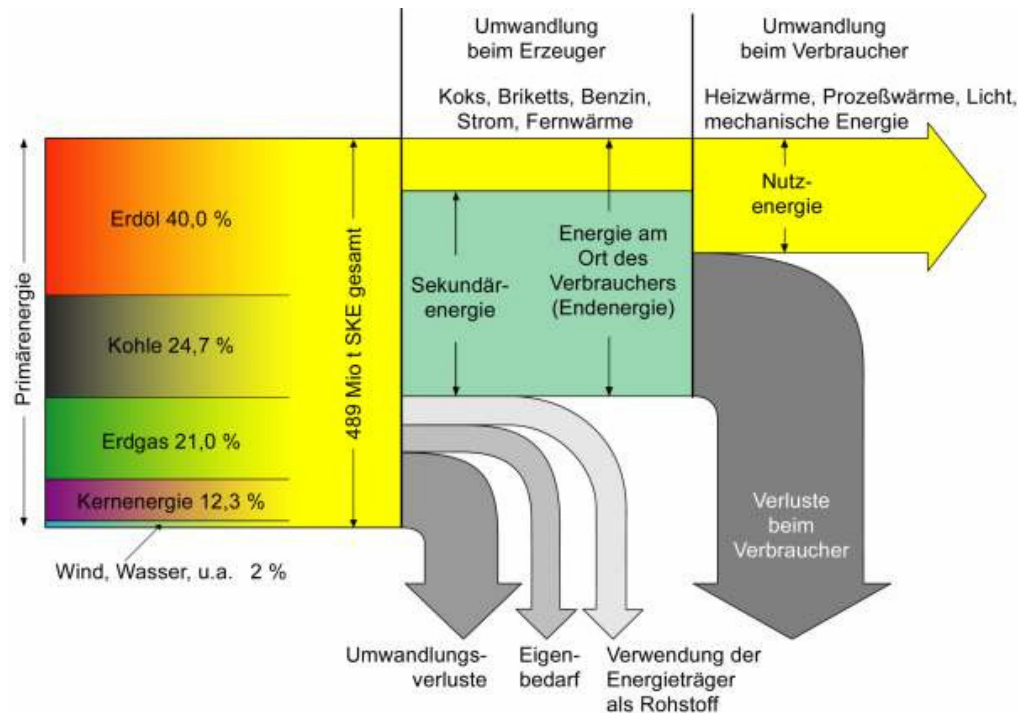 Umwandlung
beim Erzeuger
Koks, Briketts, Benzin,
Strom, Fernwärme
Umwandlung
beim Verbraucher
Heizwärme, Prozeßwärme, Licht,
mechanische Energie
Primärenergie
Erdöl 40,0 %
Kohle 24,7 %
Erdgas 21,0 %
Kernenergie 12,3 %
Wind, Wasser, u.a. 2 %
489 Mio t SKE gesamt
Sekundär-
energie
Energie am
Ort des
Verbrauchers
(Endenergie)
Nutz-
energie
Verluste
beim
Verbraucher
Umwandlungs-
verluste
Eigen-
bedarf
Verwendung der
Energieträger
als Rohstoff